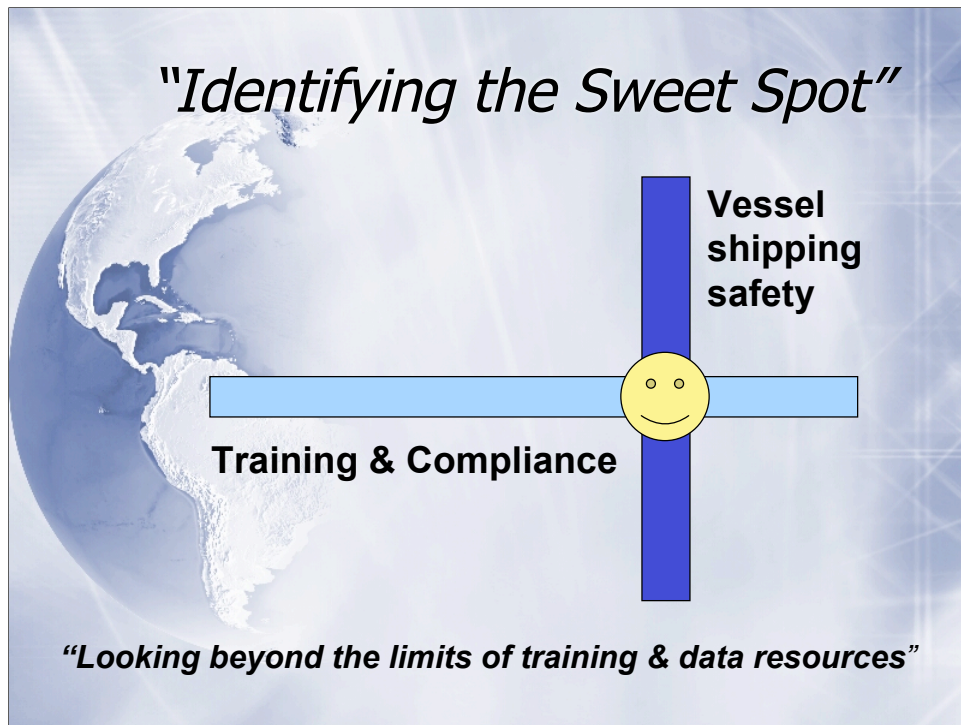 “Identifying the Sweet Spot”
Vessel
shipping
safety
Training & Compliance
“Looking beyond the limits of training & data resources”